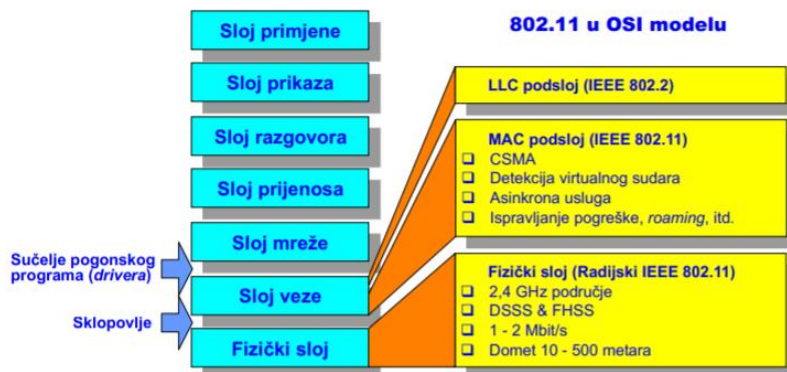 802.11 u OSI modelu
Sloj primjene
Sloj prikaza
Sloj razgovora
Sloj prijenosa
Sloj mreže
Sloj veze
Fizički sloj
Sučelje pogonskog
programa (drivera)
Sklopovlje
LLC podsloj (IEEE 802.2)
MAC podsloj (IEEE 802.11)
CSMA
Detekcija virtualnog sudara
Asinkrona usluga
Ispravljanje pogreške, roaming, itd.
Fizički sloj (Radijski IEEE 802.11)
2,4 GHz područje
DSSS & FHSS
1 - 2 Mbit/s
Domet 10 - 500 metara